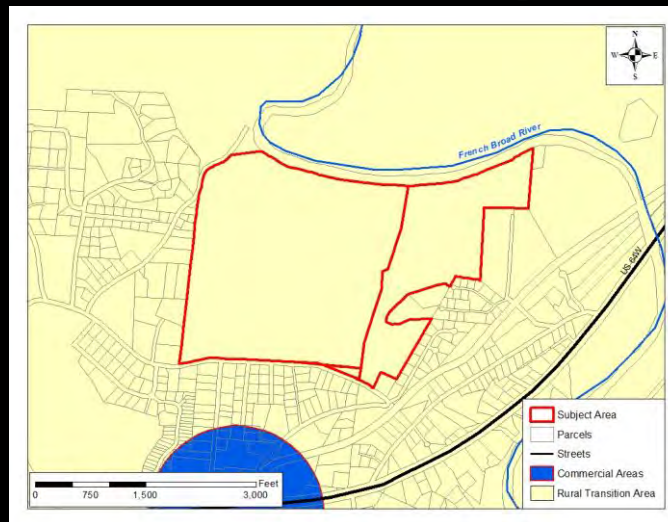 N
W E
S
French Broad River
US-64W
Subject Area
Parcels
Streets
Commercial Areas
Rural Transition Area
Feet
0 750 1,500 3,000